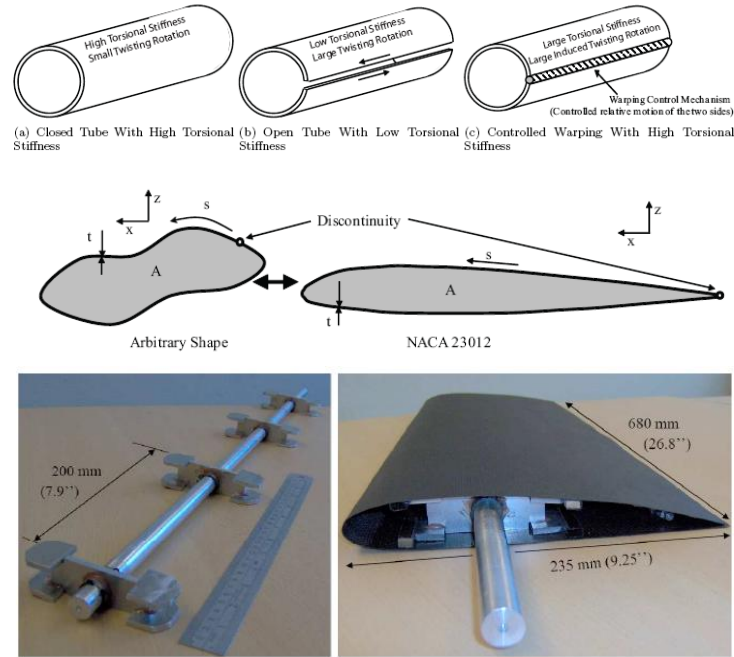 High Torsional Stiffness
Small Twisting Rotation
Low Torsional Stiffness
Large Twisting Rotation
Large Torsional Stiffness
Large Induced Twisting Rotation
Warping Control Mechanism
(Controlled relative motion of the two sides)
(a) Closed Tube With High Torsional
Stiffness
(b) Open Tube With Low Torsional
Stiffness
(c) Controlled Warping With High Torsional
Stiffness
z
x
s
t
A
Discontinuity
z
x
s
A
t
Arbitrary Shape
NACA 23012
200 mm
(7.9’’)
680 mm
(26.8’’)
235 mm (9.25’’)